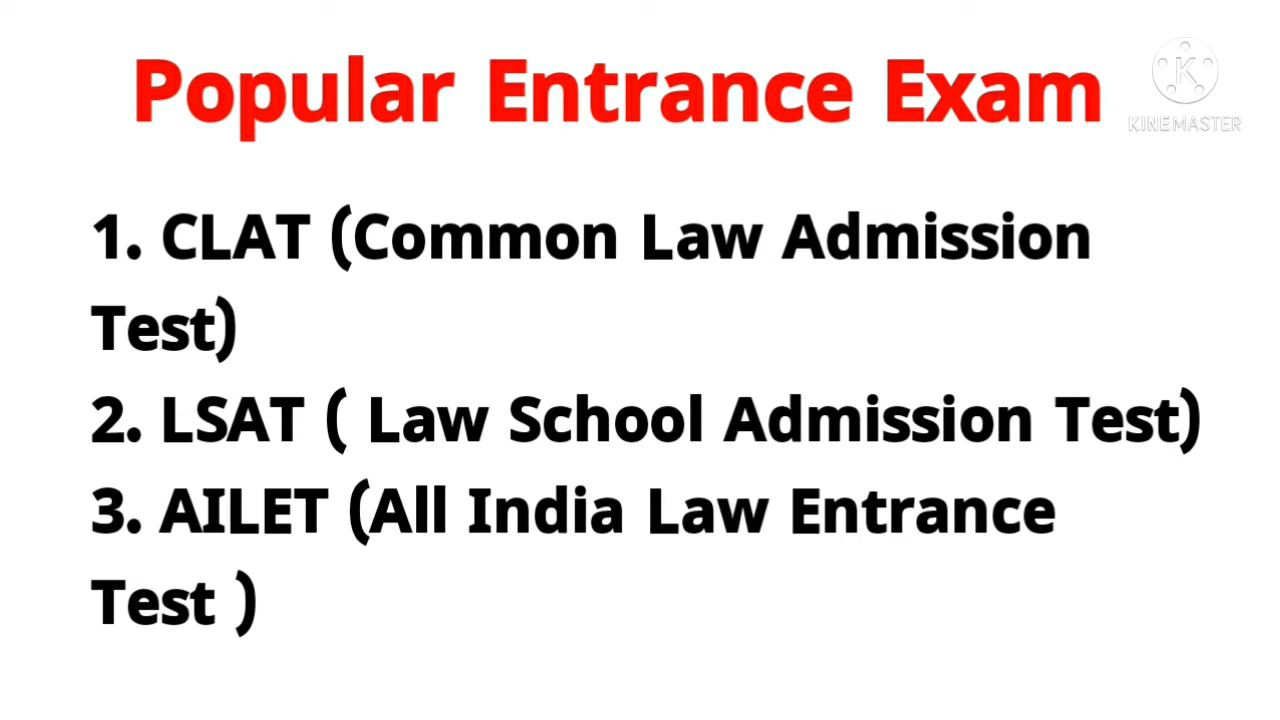 Popular Entrance Exam
K
KINEMASTER
1. CLAT (Common Law Admission
Test)
2. LSAT ( Law School Admission Test)
3. AILET (All India Law Entrance
Test )